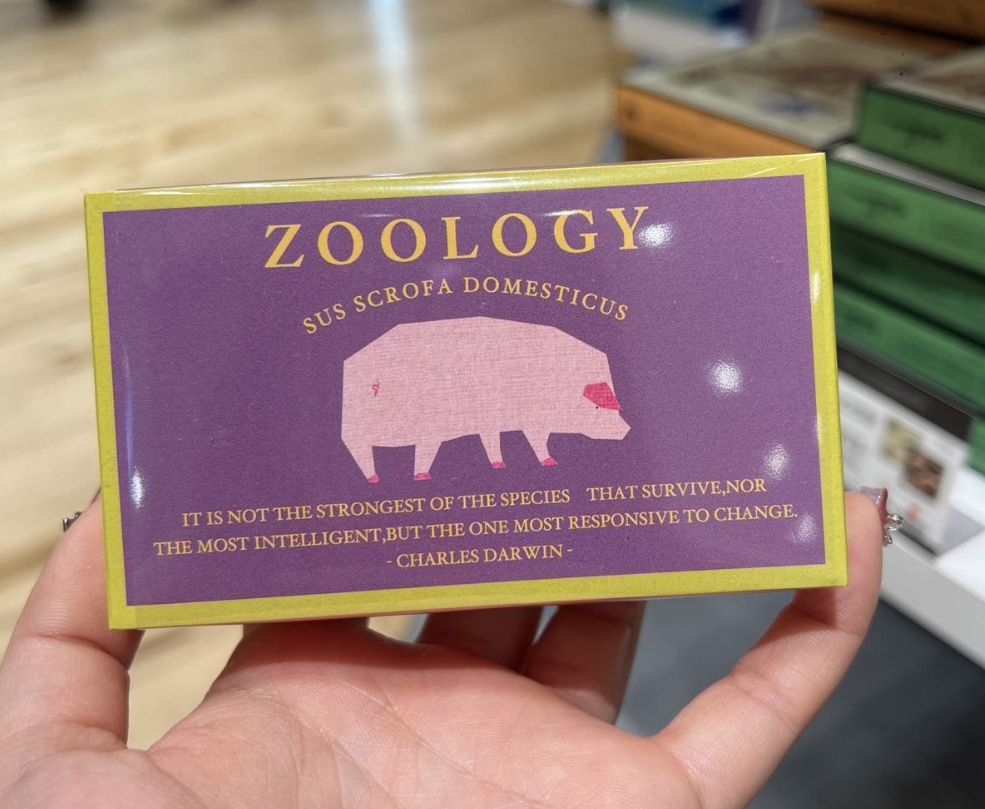 ZOOLOGY
SUS SCROFA DOMESTICUS
IT IS NOT THE STRONGEST OF THE SPECIES THAT SURVIVE,NOR
THE MOST INTELLIGENT,BUT THE ONE MOST RESPONSIVE TO CHANGE.
- CHARLES DARWIN -